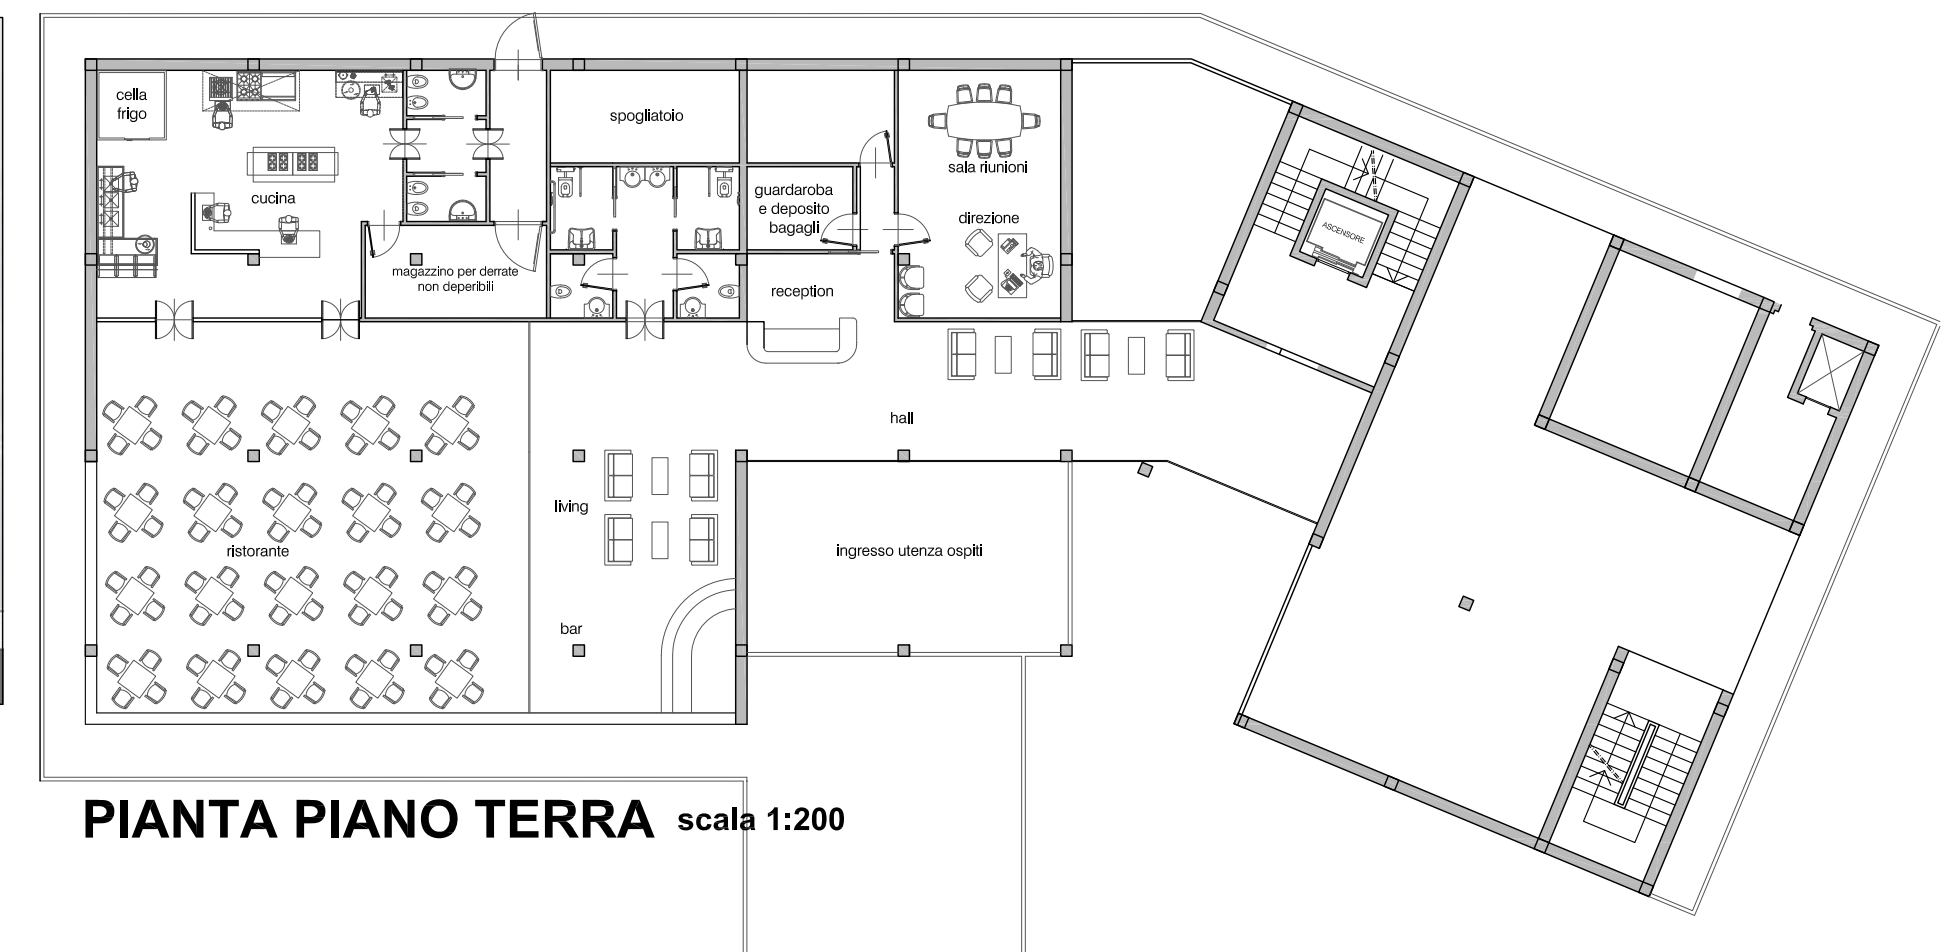 cella
frigo
spogliatoio
sala riunioni
cucina
guardaroba
e deposito
bagagli
direzione
ASCENSORE
magazzino per derrate
non deperibili
reception
hall
living
ristorante
ingresso utenza ospiti
bar
PIANTA PIANO TERRA scala 1:200